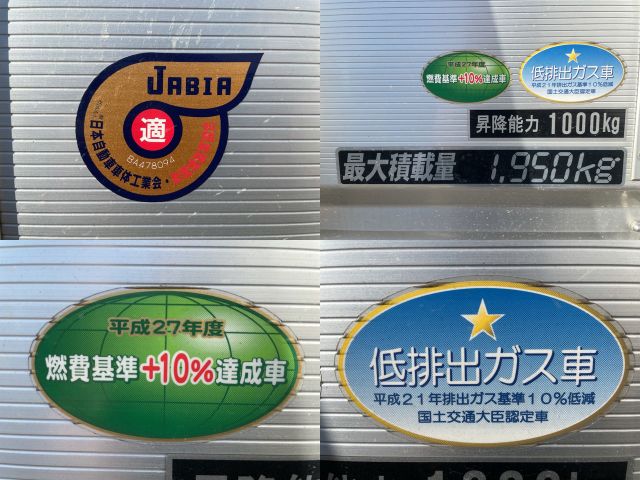 JABIA
適
BA478094
日本自動車車体工業会・
平成27年度
燃費基準+10%達成車
低排出ガス車
平成21年排出ガス基準10%低減
国土交通大臣認定車
昇降能力 1000kg
最大積載量 1,950kg
平成27年度
燃費基準+10%達成車
低排出ガス車
平成21年排出ガス基準10%低減
国土交通大臣認定車